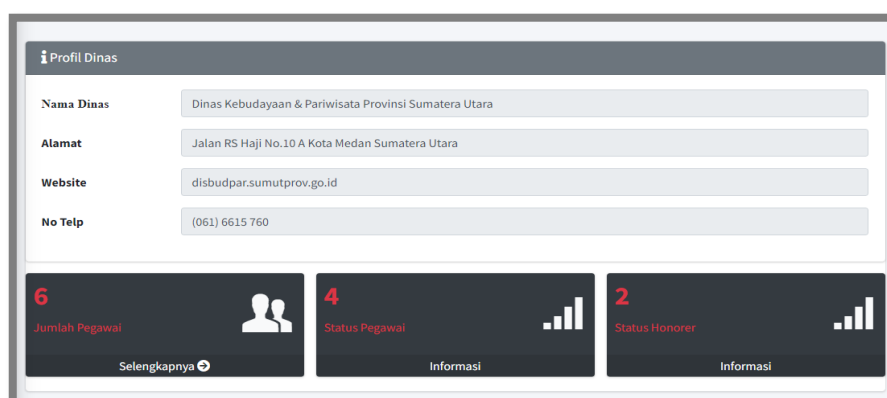 Profil Dinas
Nama Dinas Dinas Kebudayaan & Pariwisata Provinsi Sumatera Utara
Alamat Jalan RS Haji No.10 A Kota Medan Sumatera Utara
Website disbudpar.sumutprov.go.id
No Telp (061) 6615 760
6 4 2
Jumlah Pegawai Status Pegawai Status Honorer
Selengkapnya Informasi Informasi